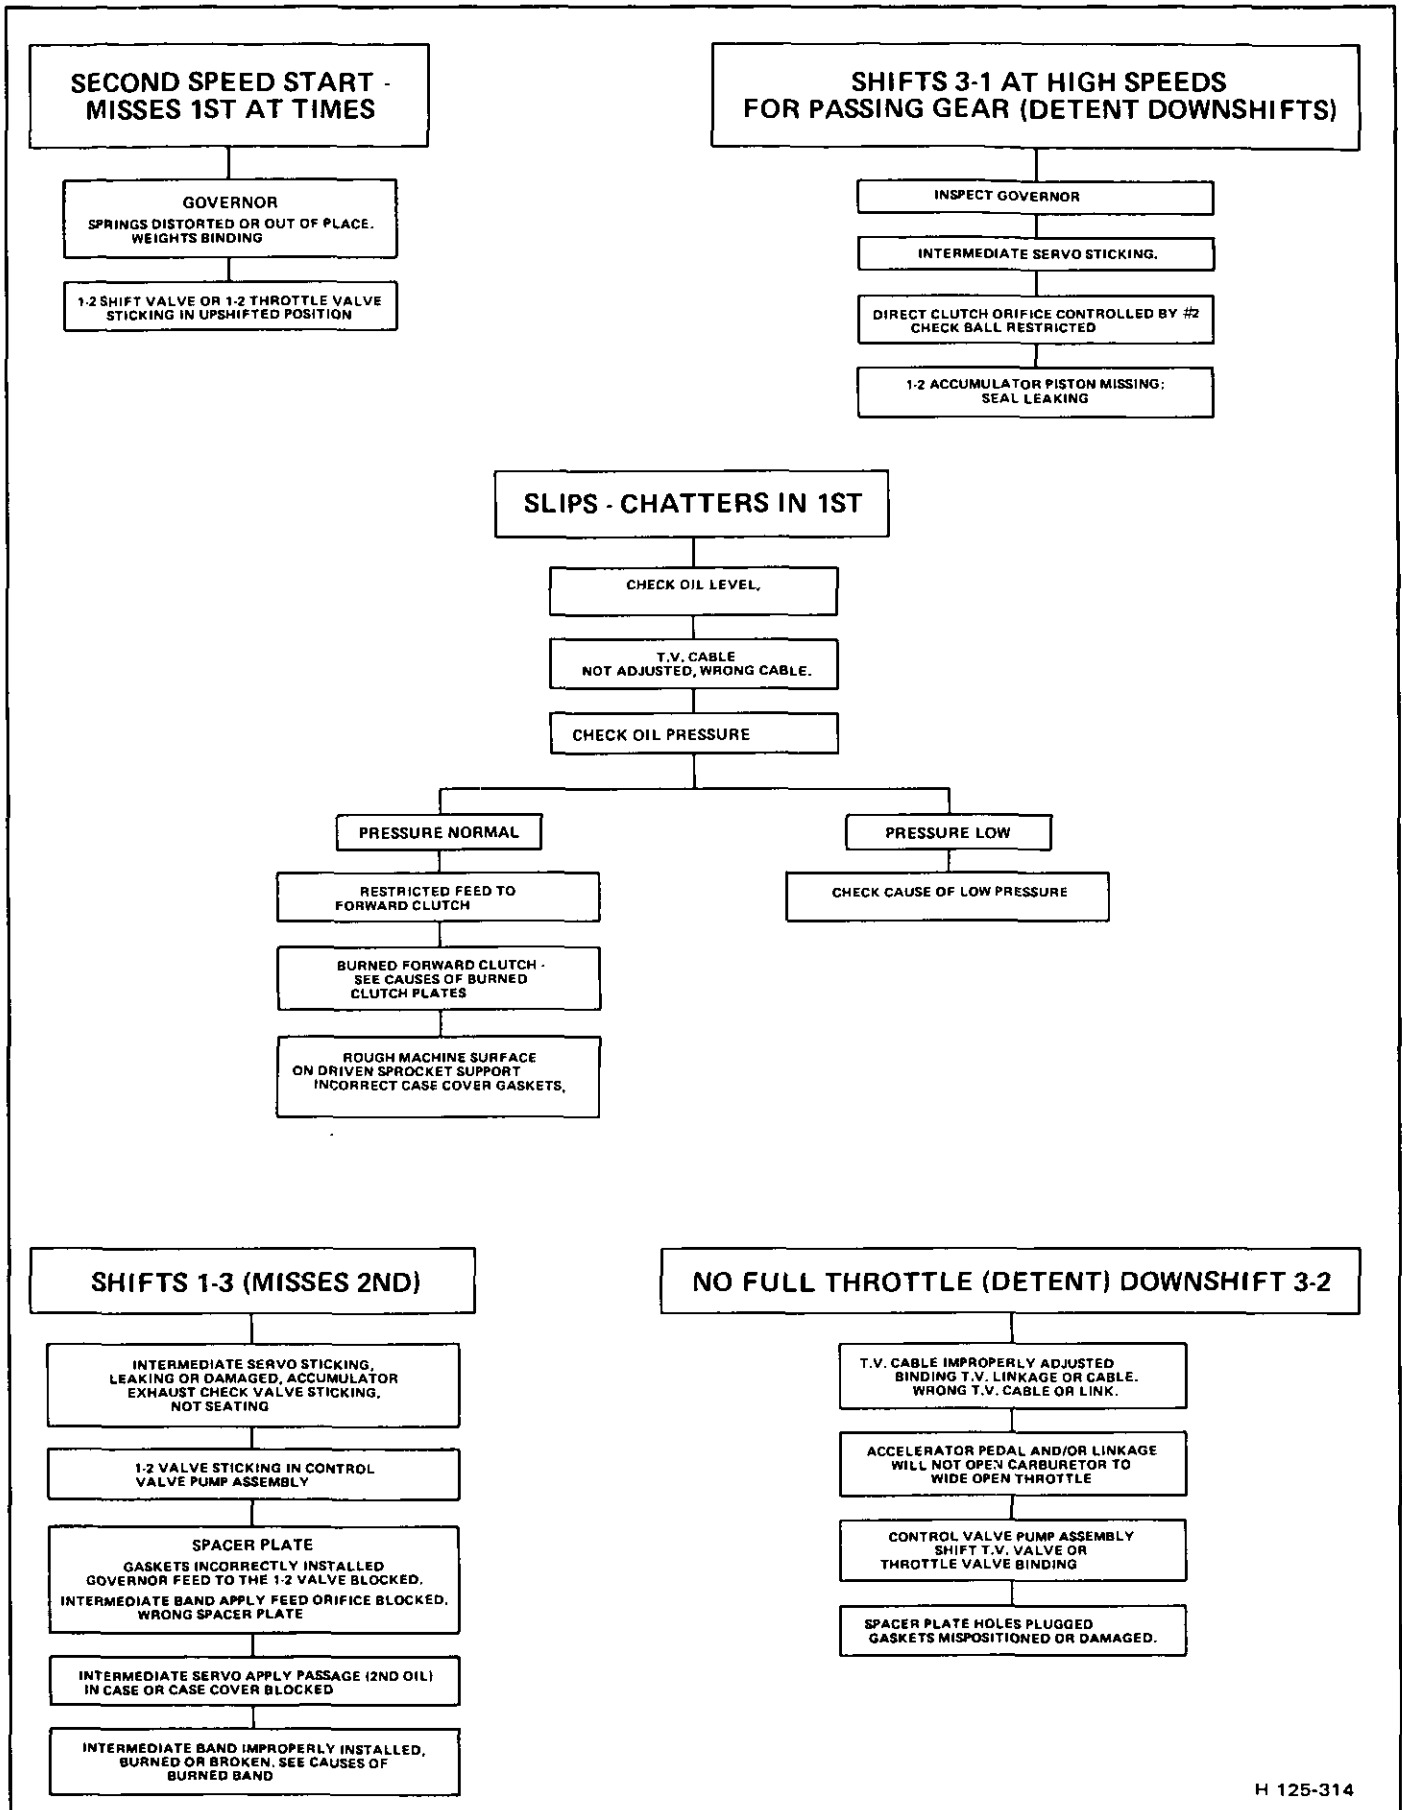 SECOND SPEED START -
MISSES 1ST AT TIMES
GOVERNOR
SPRINGS DISTORTED OR OUT OF PLACE.
WEIGHTS BINDING
1-2 SHIFT VALVE OR 1-2 THROTTLE VALVE
STICKING IN UPSHIFTED POSITION
SHIFTS 3-1 AT HIGH SPEEDS
FOR PASSING GEAR (DETENT DOWNSHIFTS)
INSPECT GOVERNOR
INTERMEDIATE SERVO STICKING.
DIRECT CLUTCH ORIFICE CONTROLLED BY #2
CHECK BALL RESTRICTED
1-2 ACCUMULATOR PISTON MISSING;
SEAL LEAKING
SLIPS - CHATTERS IN 1ST
CHECK OIL LEVEL,
T.V. CABLE
NOT ADJUSTED, WRONG CABLE.
CHECK OIL PRESSURE
PRESSURE NORMAL
RESTRICTED FEED TO
FORWARD CLUTCH
BURNED FORWARD CLUTCH -
SEE CAUSES OF BURNED
CLUTCH PLATES
ROUGH MACHINE SURFACE
ON DRIVEN SPROCKET SUPPORT
INCORRECT CASE COVER GASKETS,
PRESSURE LOW
CHECK CAUSE OF LOW PRESSURE
SHIFTS 1-3 (MISSES 2ND)
INTERMEDIATE SERVO STICKING,
LEAKING OR DAMAGED, ACCUMULATOR
EXHAUST CHECK VALVE STICKING,
NOT SEATING
1-2 VALVE STICKING IN CONTROL
VALVE PUMP ASSEMBLY
SPACER PLATE
GASKETS INCORRECTLY INSTALLED
GOVERNOR FEED TO THE 1-2 VALVE BLOCKED.
INTERMEDIATE BAND APPLY FEED ORIFICE BLOCKED,
WRONG SPACER PLATE
INTERMEDIATE SERVO APPLY PASSAGE (2ND OIL)
IN CASE OR CASE COVER BLOCKED
INTERMEDIATE BAND IMPROPERLY INSTALLED,
BURNED OR BROKEN. SEE CAUSES OF
BURNED BAND
NO FULL THROTTLE (DETENT) DOWNSHIFT 3-2
T.V. CABLE IMPROPERLY ADJUSTED
BINDING T.V. LINKAGE OR CABLE.
WRONG T.V. CABLE OR LINK.
ACCELERATOR PEDAL AND/OR LINKAGE
WILL NOT OPEN CARBURETOR TO
WIDE OPEN THROTTLE
CONTROL VALVE PUMP ASSEMBLY
SHIFT T.V. VALVE OR
THROTTLE VALVE BINDING
SPACER PLATE HOLES PLUGGED
GASKETS MISPOSITIONED OR DAMAGED.
H 125-314